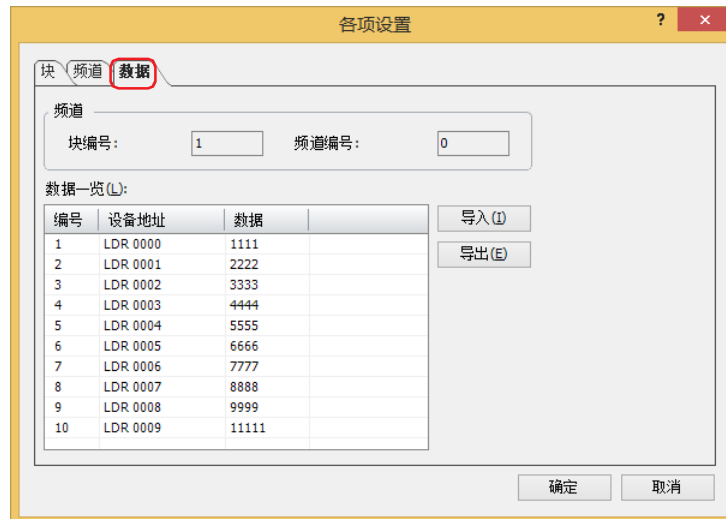 各项设置
? ×
块 频道 数据
频道
块编号: 1 频道编号: 0
数据一览(L):
编号 设备地址 数据
导入(I)
1 LDR 0000 1111
导出(E)
2 LDR 0001 2222
3 LDR 0002 3333
4 LDR 0003 4444
5 LDR 0004 5555
6 LDR 0005 6666
7 LDR 0006 7777
8 LDR 0007 8888
9 LDR 0008 9999
10 LDR 0009 11111
确定 取消